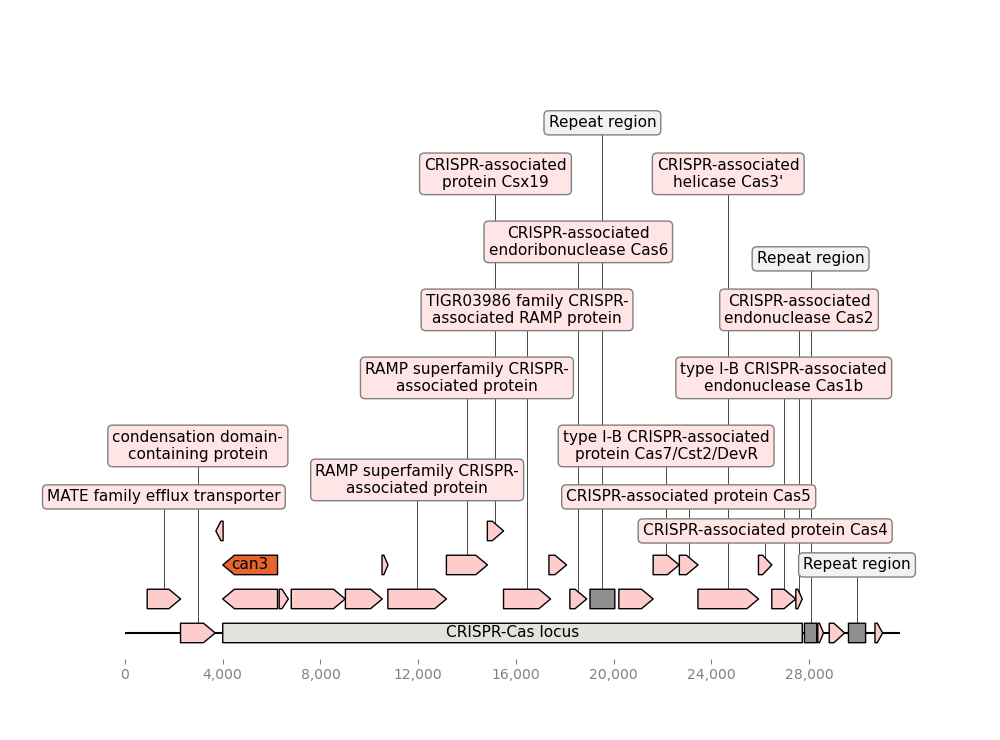 Repeat region
CRISPR-associated
protein Csx19
CRISPR-associated
helicase Cas3'
CRISPR-associated
endoribonuclease Cas6
Repeat region
TIGR03986 family CRISPR-
associated RAMP protein
CRISPR-associated
endonuclease Cas2
RAMP superfamily CRISPR-
associated protein
type I-B CRISPR-associated
endonuclease Cas1b
condensation domain-
containing protein
type I-B CRISPR-associated
protein Cas7/Cst2/DevR
RAMP superfamily CRISPR-
associated protein
MATE family efflux transporter
CRISPR-associated protein Cas5
CRISPR-associated protein Cas4
can3
Repeat region
CRISPR-Cas locus
0
4,000
8,000
12,000
16,000
20,000
24,000
28,000